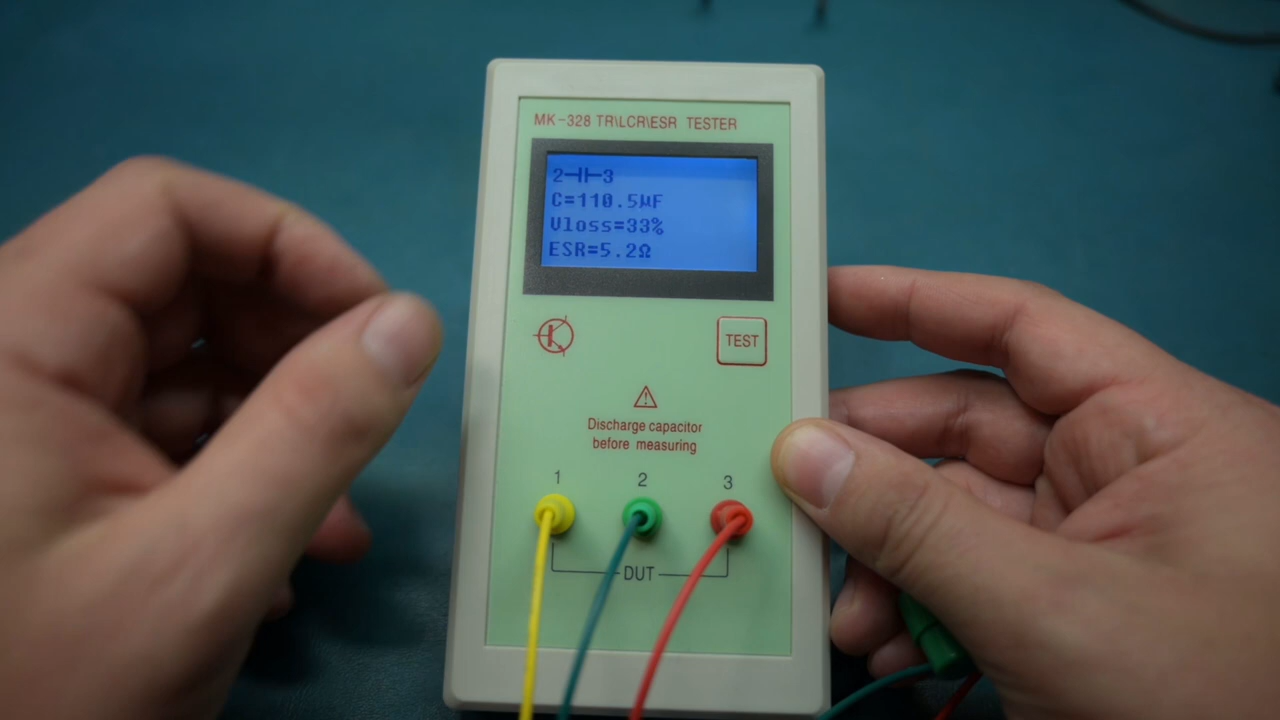 MK-328 TR\LCR\ESR TESTER
2⊣⊢3
C=110.5µF
Vloss=33%
ESR=5.2Ω
TEST
Discharge capacitor
before measuring
1 2 3
DUT